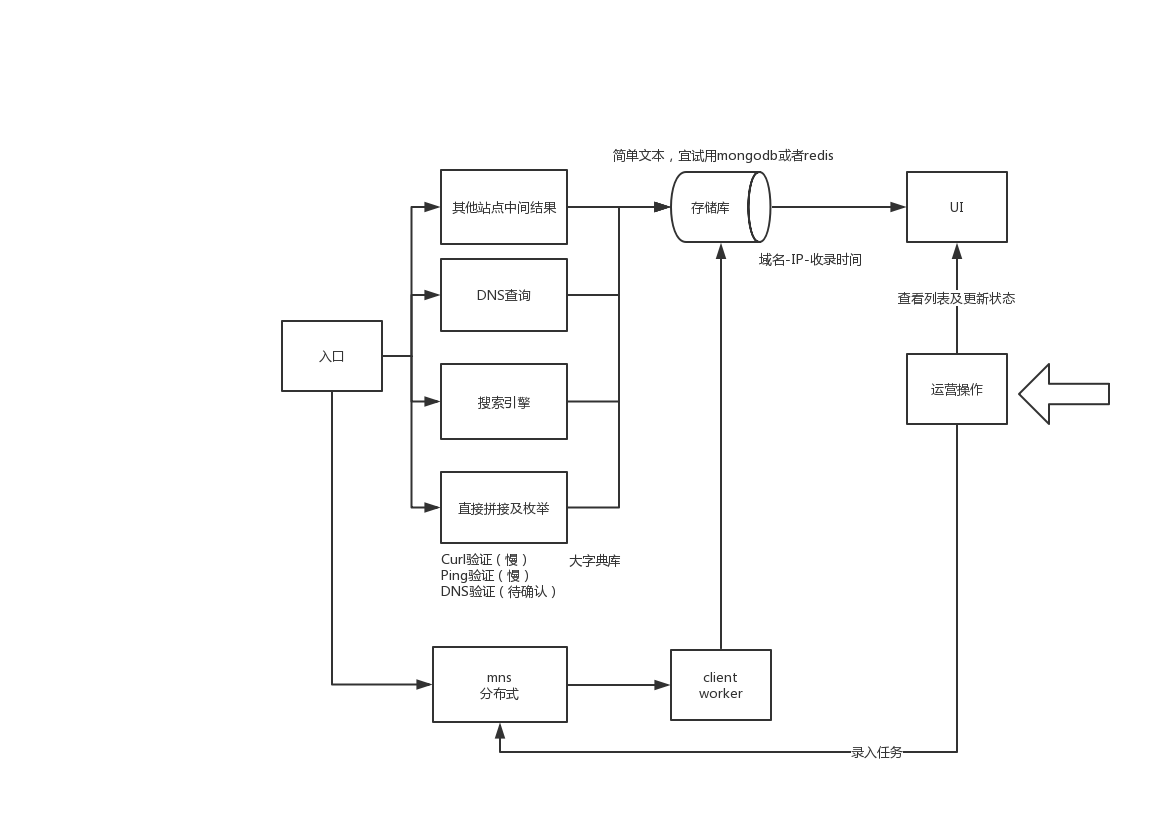 简单文本，宜试用mongodb或者redis
其他站点中间结果
存储库
UI
域名-IP-收录时间
DNS查询
查看列表及更新状态
入口
运营操作
搜索引擎
直接拼接及枚举
Curl验证（慢）
Ping验证（慢）
DNS验证（待确认）
大字典库
mns
分布式
client
worker
录入任务